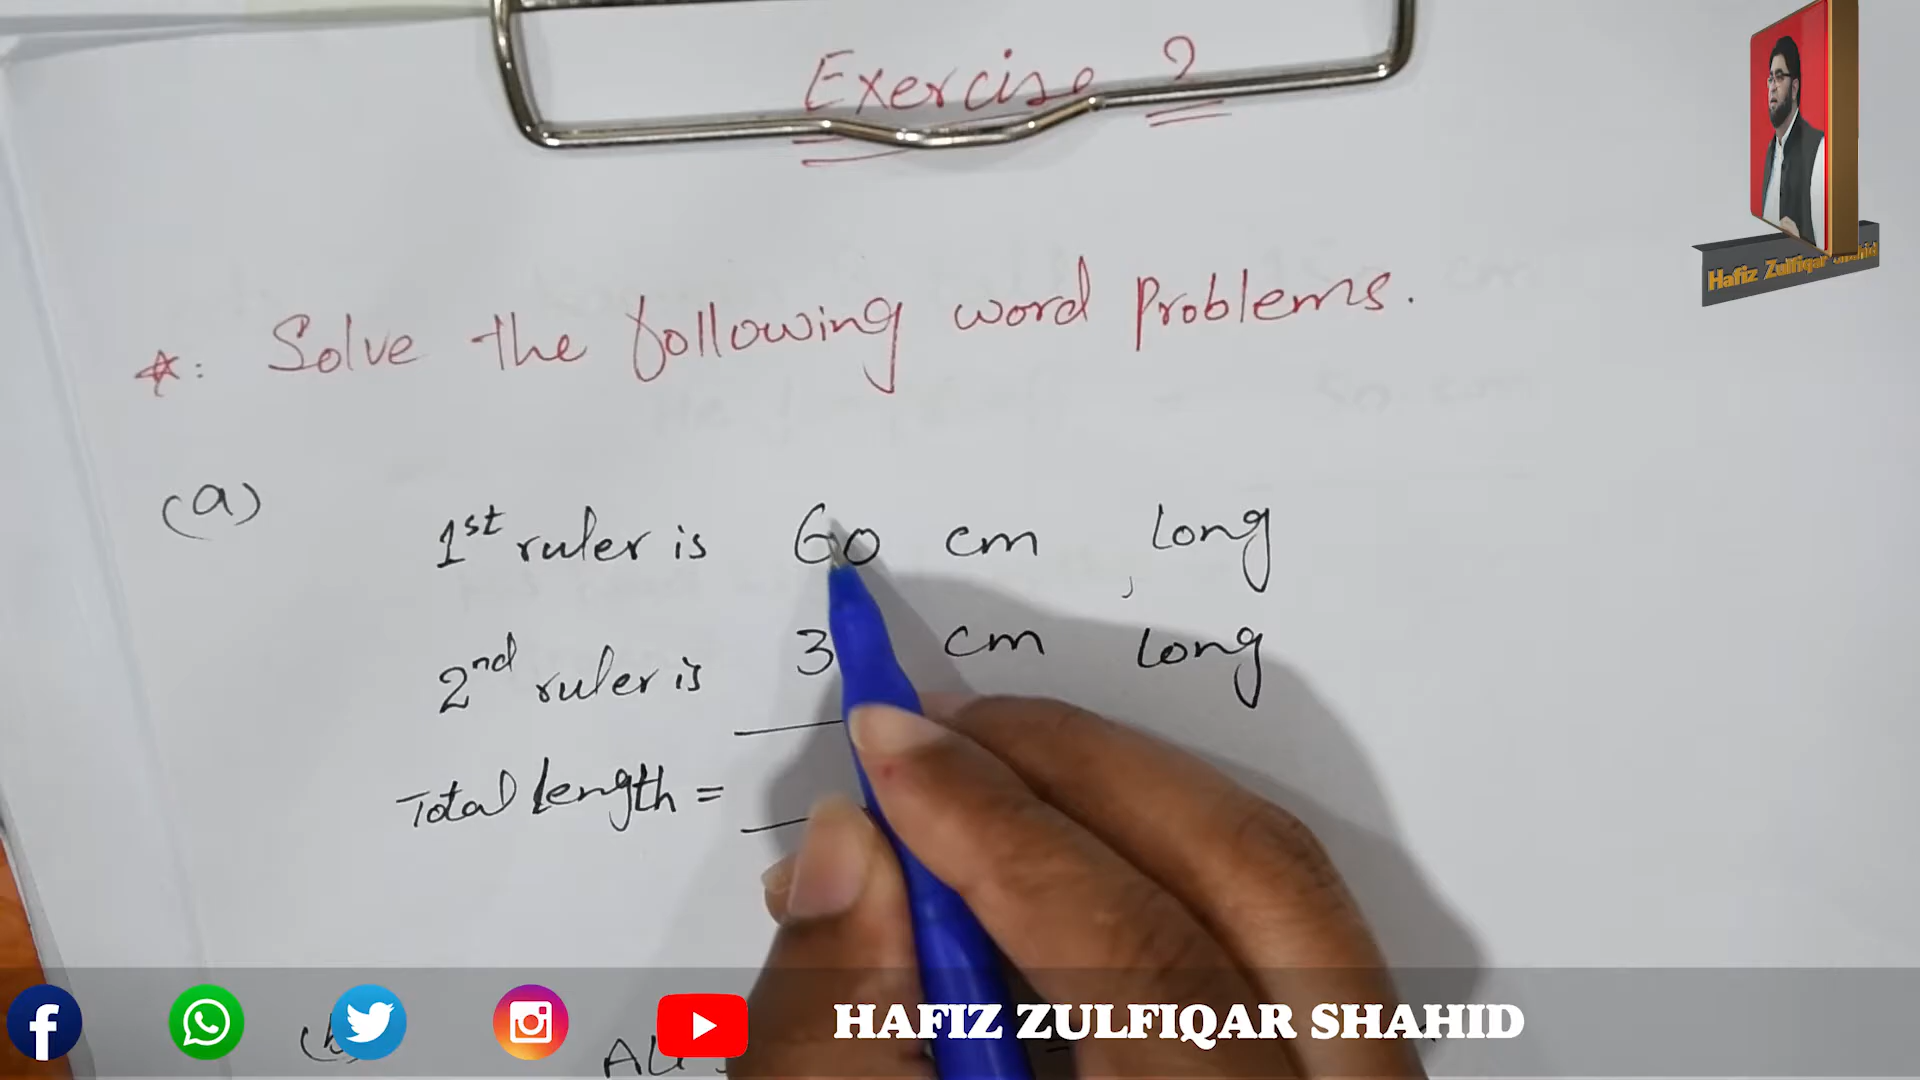 Exercise 2
Hafiz Zulfiqar Shahid
*: Solve the following word problems.
(a)
1st ruler is 60 cm, long
2nd ruler is 3 cm long
Total length =
(b)
HAFIZ ZULFIQAR SHAHID